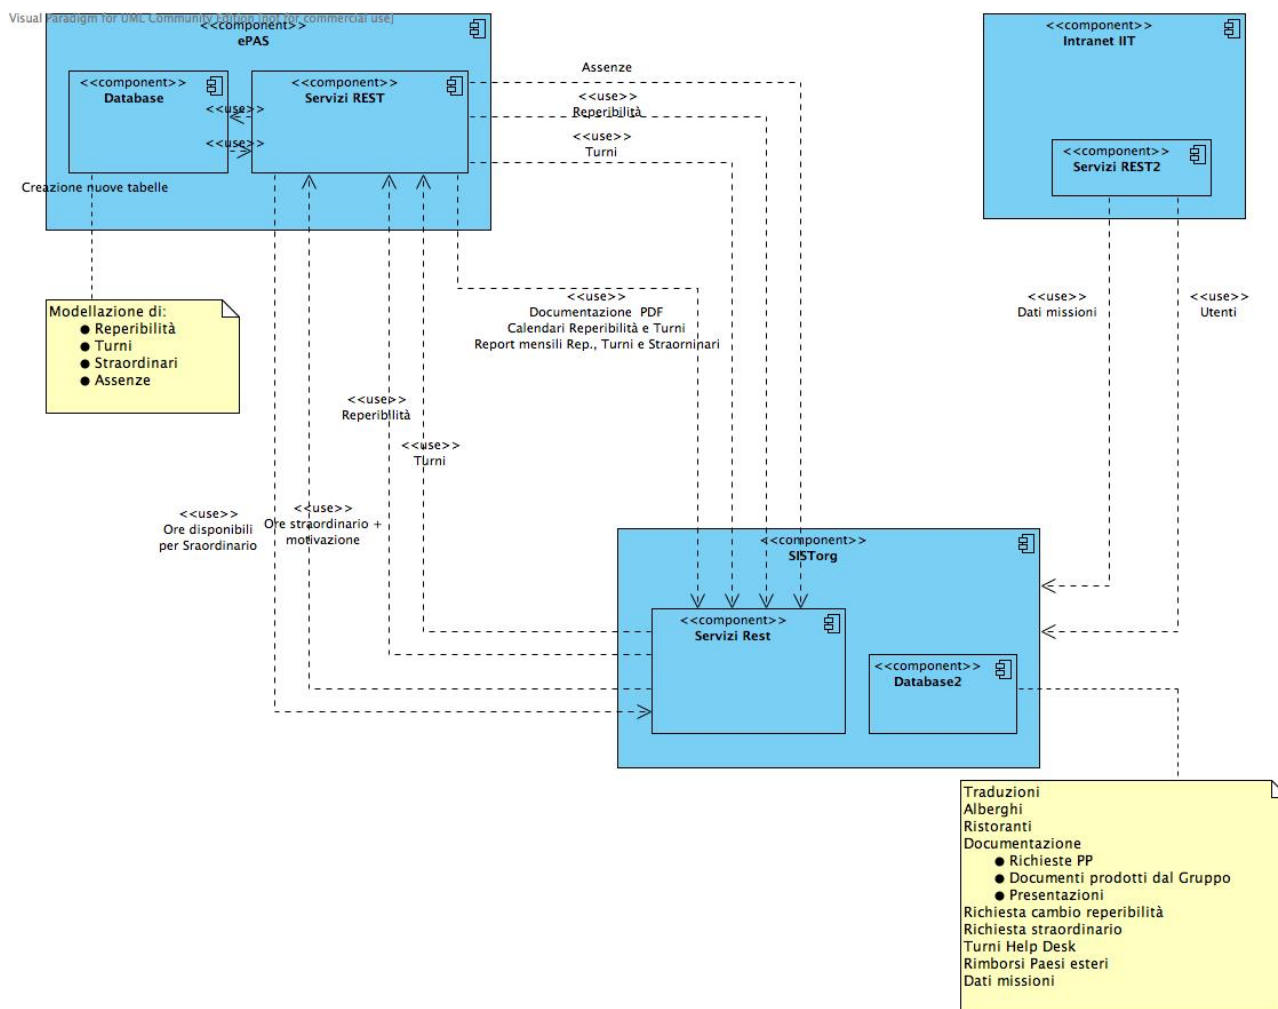 Visual Paradigm for UML Community Edition [not for commercial use]
<<component>>
ePAS
<<component>>
Database
<<component>>
Servizi REST
<<use>>
<<use>>
Creazione nuove tabelle
Assenze
<<use>>
Reperibilità
<<use>>
Turni
<<component>>
Intranet IIT
<<component>>
Servizi REST2
Modellazione di:
● Reperibilità
● Turni
● Straordinari
● Assenze
<<use>>
Documentazione PDF
Calendari Reperibilità e Turni
Report mensili Rep., Turni e Straorninari
<<use>>
Dati missioni
<<use>>
Utenti
<<use>>
Reperibilità
<<use>>
Turni
<<use>>
Ore disponibili
per Sraordinario
<<use>>
Ore straordinario +
motivazione
<<component>>
SISTorg
<<component>>
Servizi Rest
<<component>>
Database2
Traduzioni
Alberghi
Ristoranti
Documentazione
● Richieste PP
● Documenti prodotti dal Gruppo
● Presentazioni
Richiesta cambio reperibilità
Richiesta straordinario
Turni Help Desk
Rimborsi Paesi esteri
Dati missioni